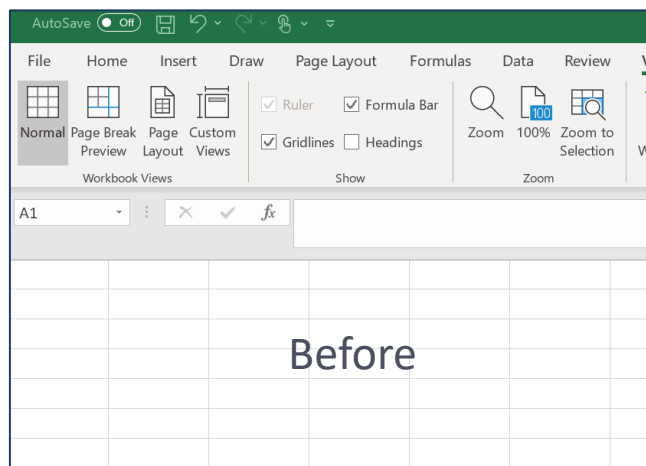 AutoSave Off
File Home Insert Draw Page Layout Formulas Data Review
Ruler Formula Bar
Gridlines Headings
100
Normal Page Break Page Custom Zoom 100% Zoom to
Preview Layout Views Selection
Workbook Views Show Zoom
A1 fx
Before